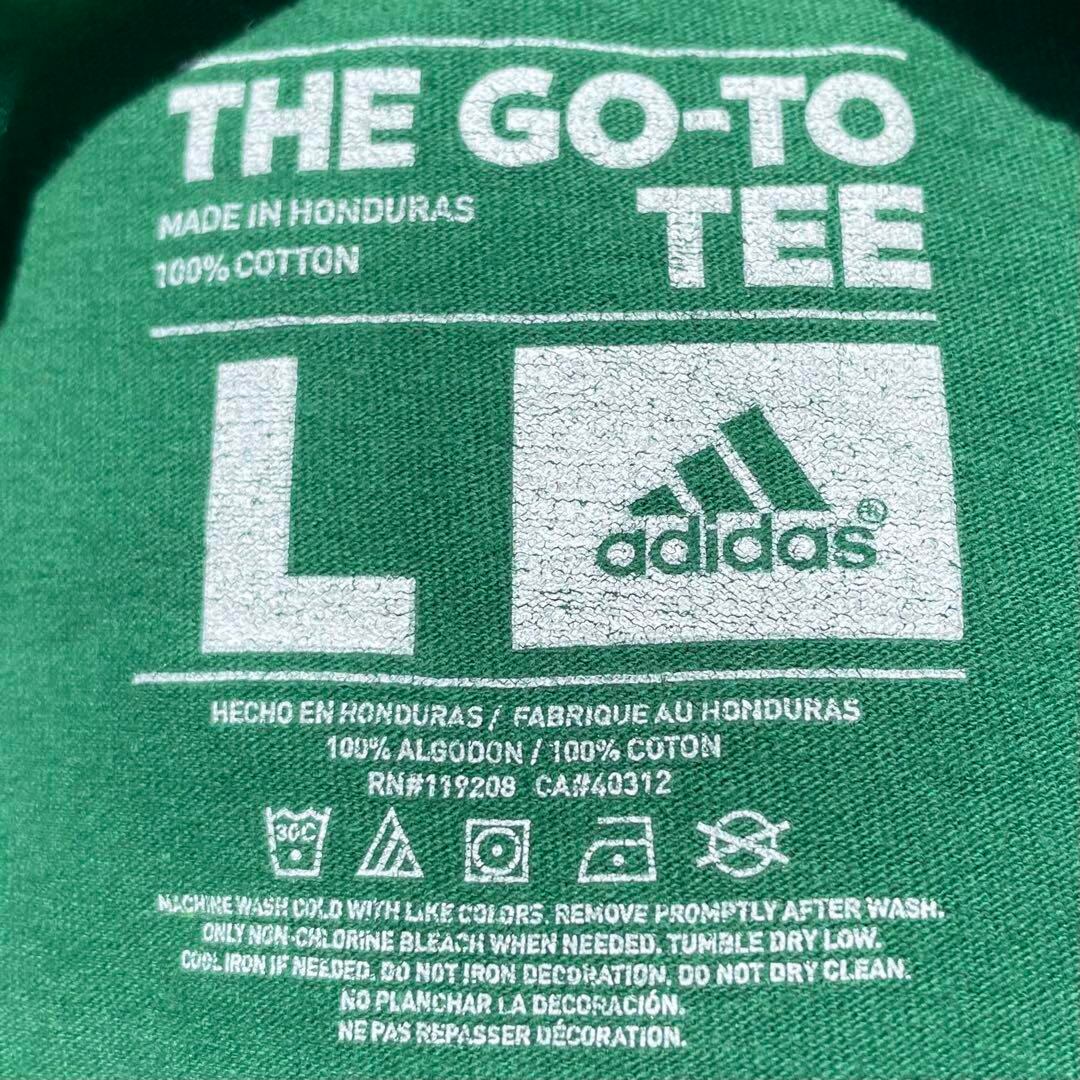 THE GO-TO
TEE
MADE IN HONDURAS
100% COTTON
L
adidas®
HECHO EN HONDURAS / FABRIQUE AU HONDURAS
100% ALGODON / 100% COTON
RN#119208 CA#40312
30C
MACHINE WASH COLD WITH LIKE COLORS. REMOVE PROMPTLY AFTER WASH.
ONLY NON-CHLORINE BLEACH WHEN NEEDED. TUMBLE DRY LOW.
COOL IRON IF NEEDED. DO NOT IRON DECORATION. DO NOT DRY CLEAN.
NO PLANCHAR LA DECORACIÓN.
NE PAS REPASSER DÉCORATION.